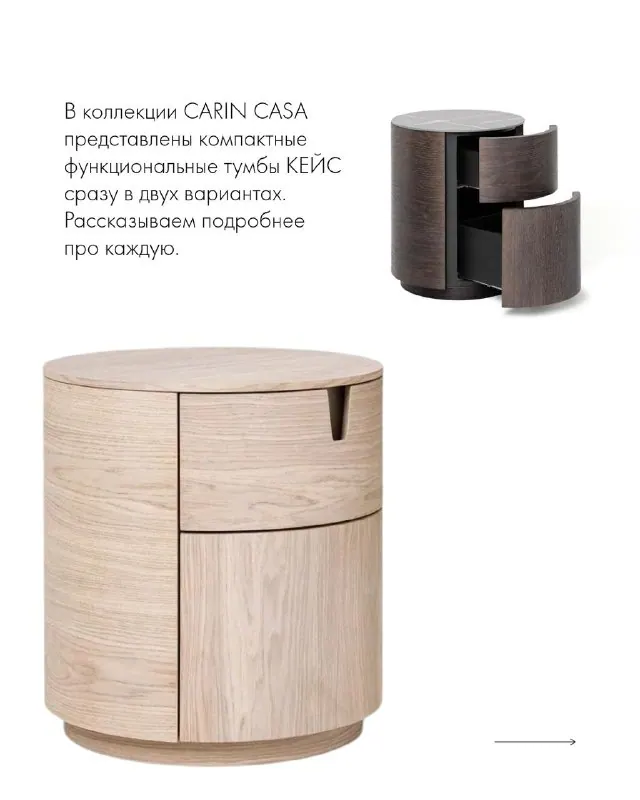 В коллекции CARIN CASA
представлены компактные
функциональные тумбы КЕЙС
сразу в двух вариантах.
Рассказываем подробнее
про каждую.